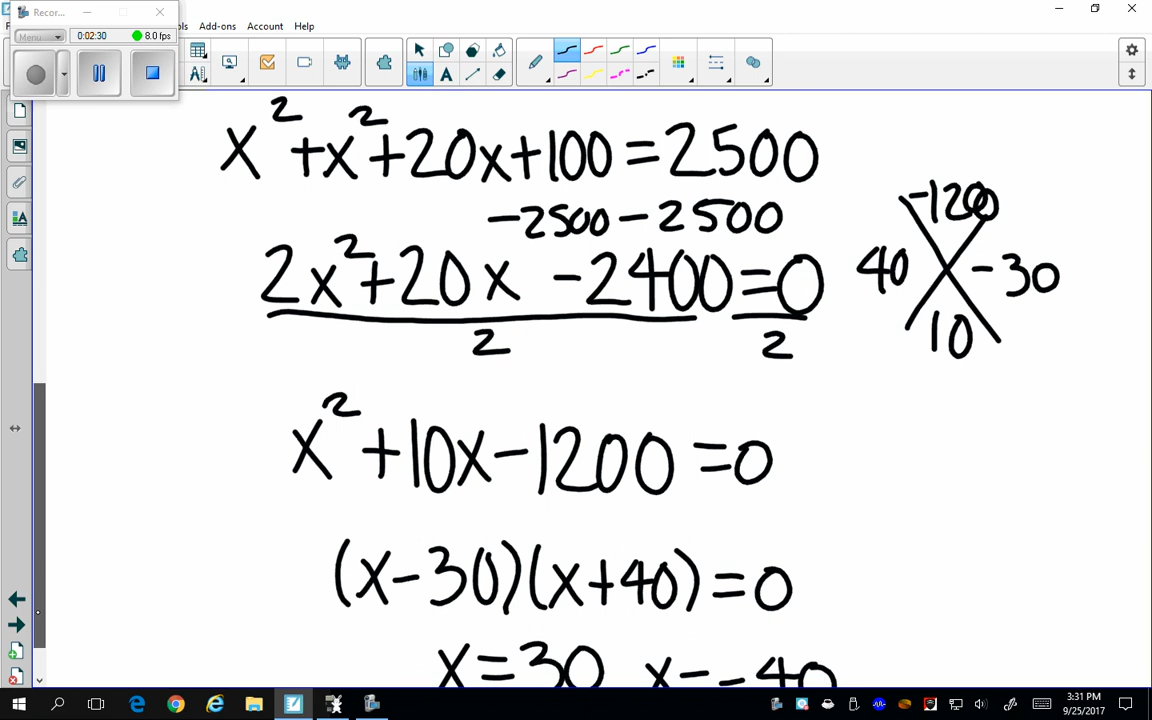 Recor...
Menu
0:02:30
8.0 fps
Add-ons Account Help
x²+x²+20x+100=2500
-2500 -2500
2x²+20x -2400=0
2 2
-120
40 -30
10
x²+10x-1200=0
(x-30)(x+40)=0
x=30 x=-40
3:31 PM
9/25/2017